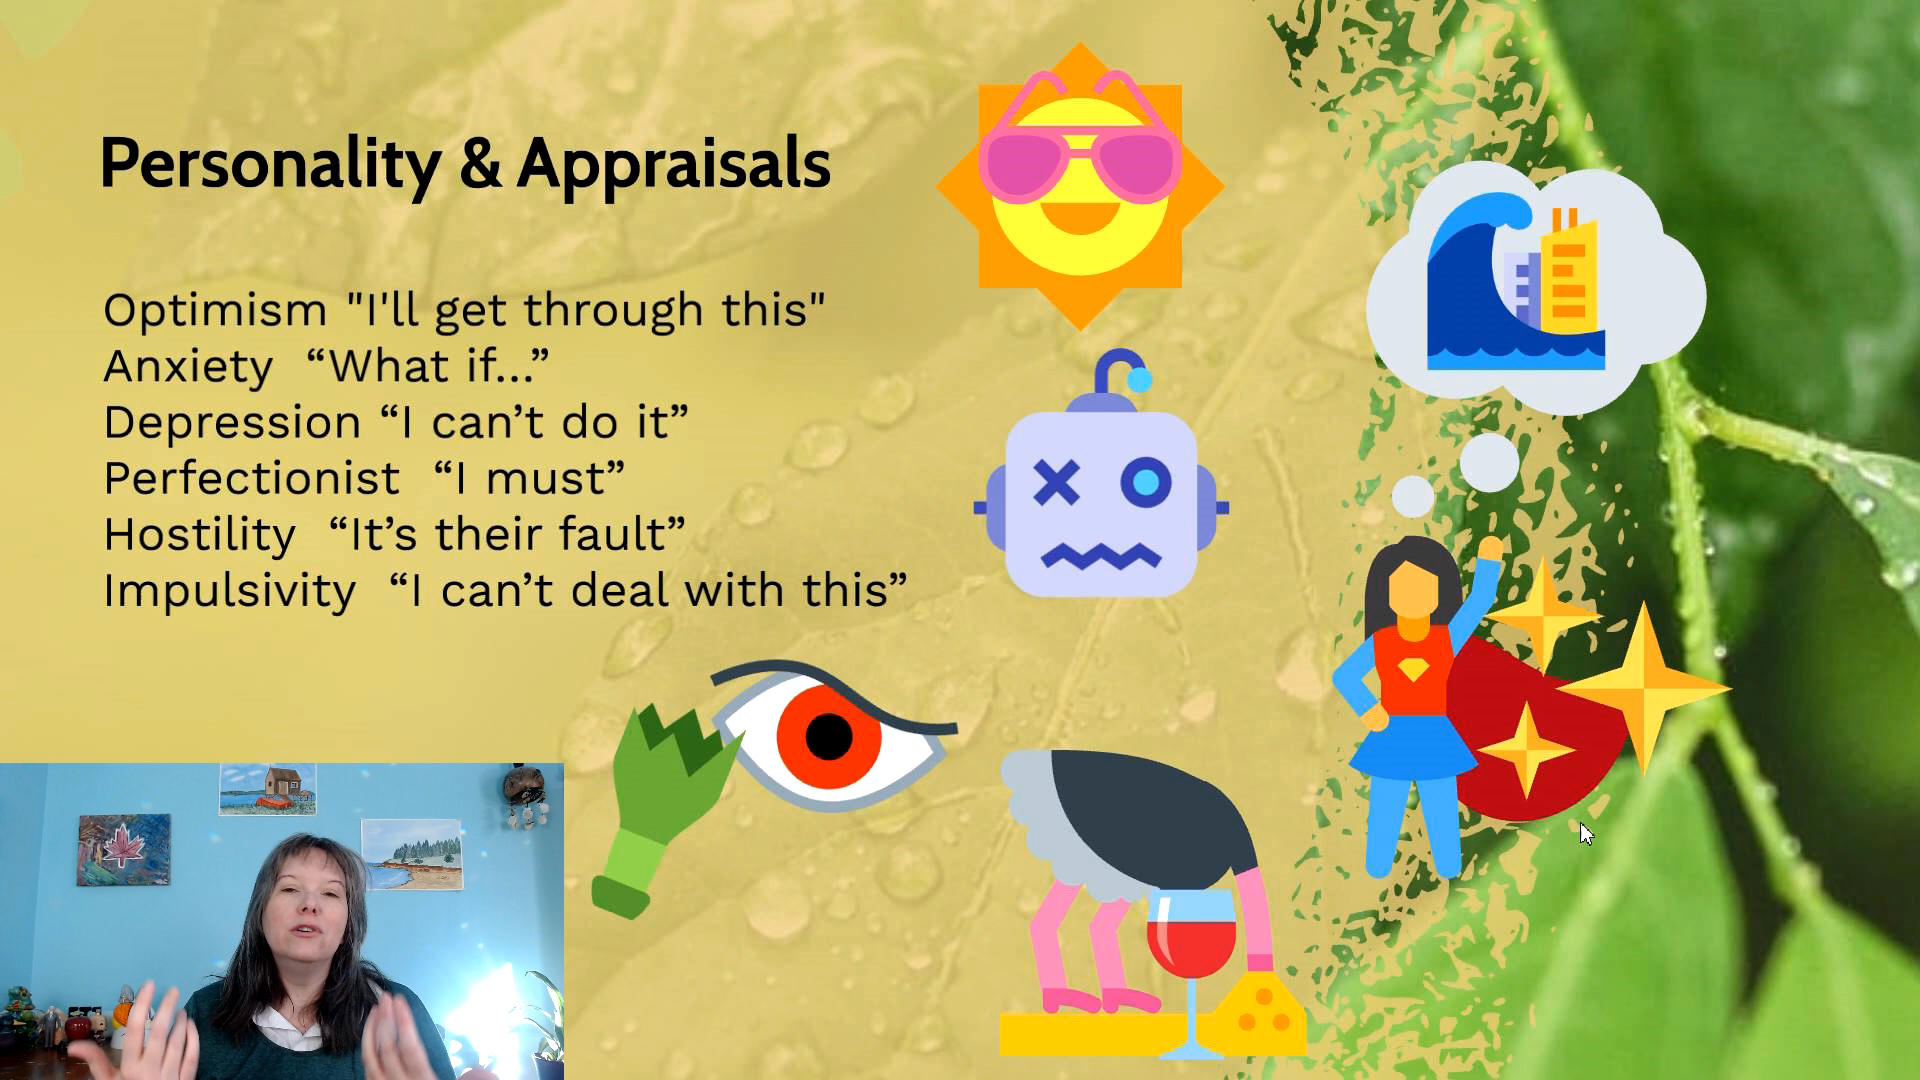 Personality & Appraisals
Optimism "I'll get through this"
Anxiety “What if...”
Depression “I can’t do it”
Perfectionist “I must”
Hostility “It’s their fault”
Impulsivity “I can’t deal with this”